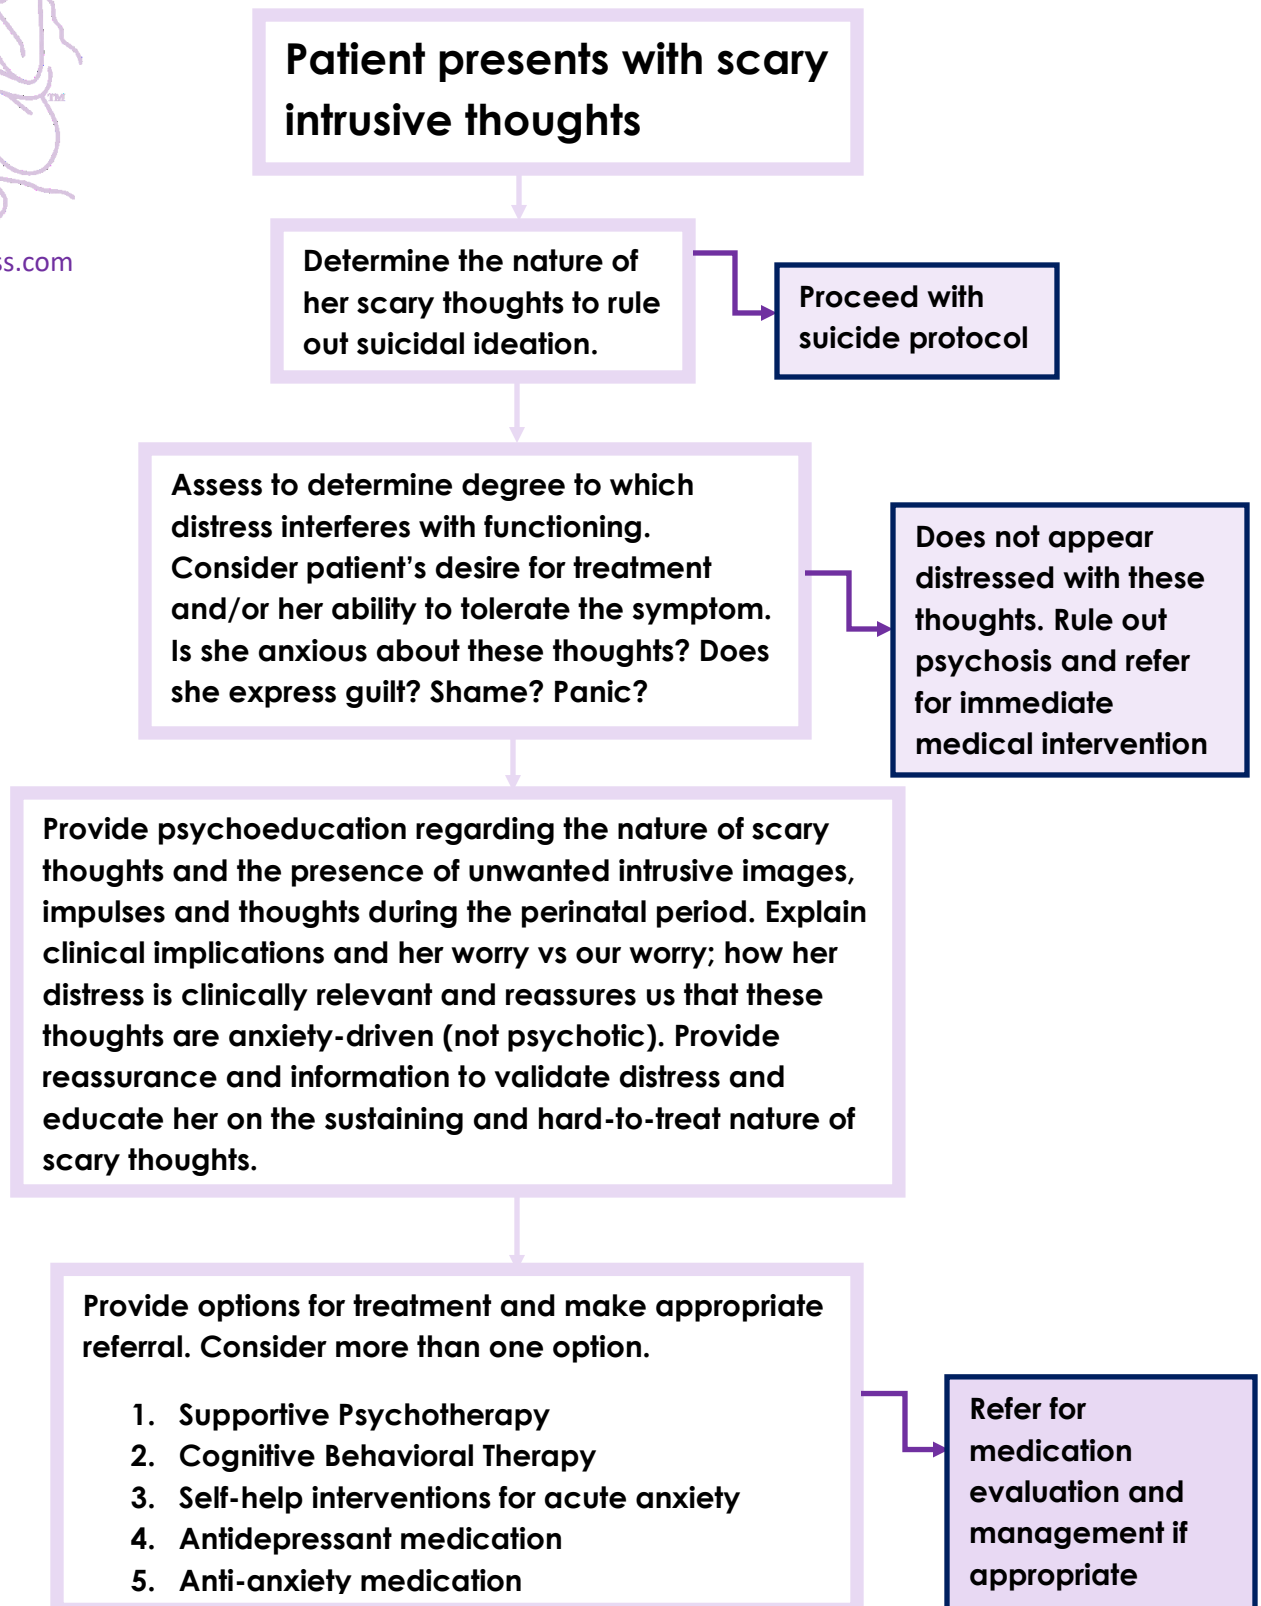 ™
ss.com
Patient presents with scary
intrusive thoughts
Determine the nature of
her scary thoughts to rule
out suicidal ideation.
Proceed with
suicide protocol
Assess to determine degree to which
distress interferes with functioning.
Consider patient’s desire for treatment
and/or her ability to tolerate the symptom.
Is she anxious about these thoughts? Does
she express guilt? Shame? Panic?
Does not appear
distressed with these
thoughts. Rule out
psychosis and refer
for immediate
medical intervention
Provide psychoeducation regarding the nature of scary
thoughts and the presence of unwanted intrusive images,
impulses and thoughts during the perinatal period. Explain
clinical implications and her worry vs our worry; how her
distress is clinically relevant and reassures us that these
thoughts are anxiety-driven (not psychotic). Provide
reassurance and information to validate distress and
educate her on the sustaining and hard-to-treat nature of
scary thoughts.
Provide options for treatment and make appropriate
referral. Consider more than one option.
1. Supportive Psychotherapy
2. Cognitive Behavioral Therapy
3. Self-help interventions for acute anxiety
4. Antidepressant medication
5. Anti-anxiety medication
Refer for
medication
evaluation and
management if
appropriate